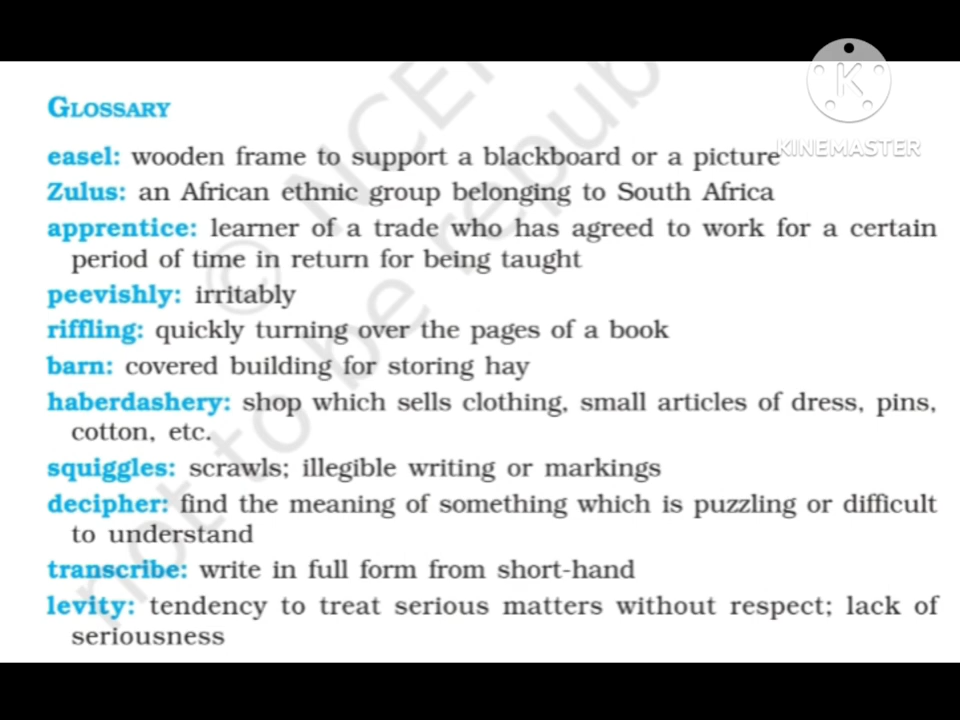 GLOSSARY
easel: wooden frame to support a blackboard or a picture
KINEMASTER
Zulus: an African ethnic group belonging to South Africa
apprentice: learner of a trade who has agreed to work for a certain
period of time in return for being taught
peevishly: irritably
riffling: quickly turning over the pages of a book
barn: covered building for storing hay
haberdashery: shop which sells clothing, small articles of dress, pins,
cotton, etc.
squiggles: scrawls; illegible writing or markings
decipher: find the meaning of something which is puzzling or difficult
to understand
transcribe: write in full form from short-hand
levity: tendency to treat serious matters without respect; lack of
seriousness
© NCE
not to be repub